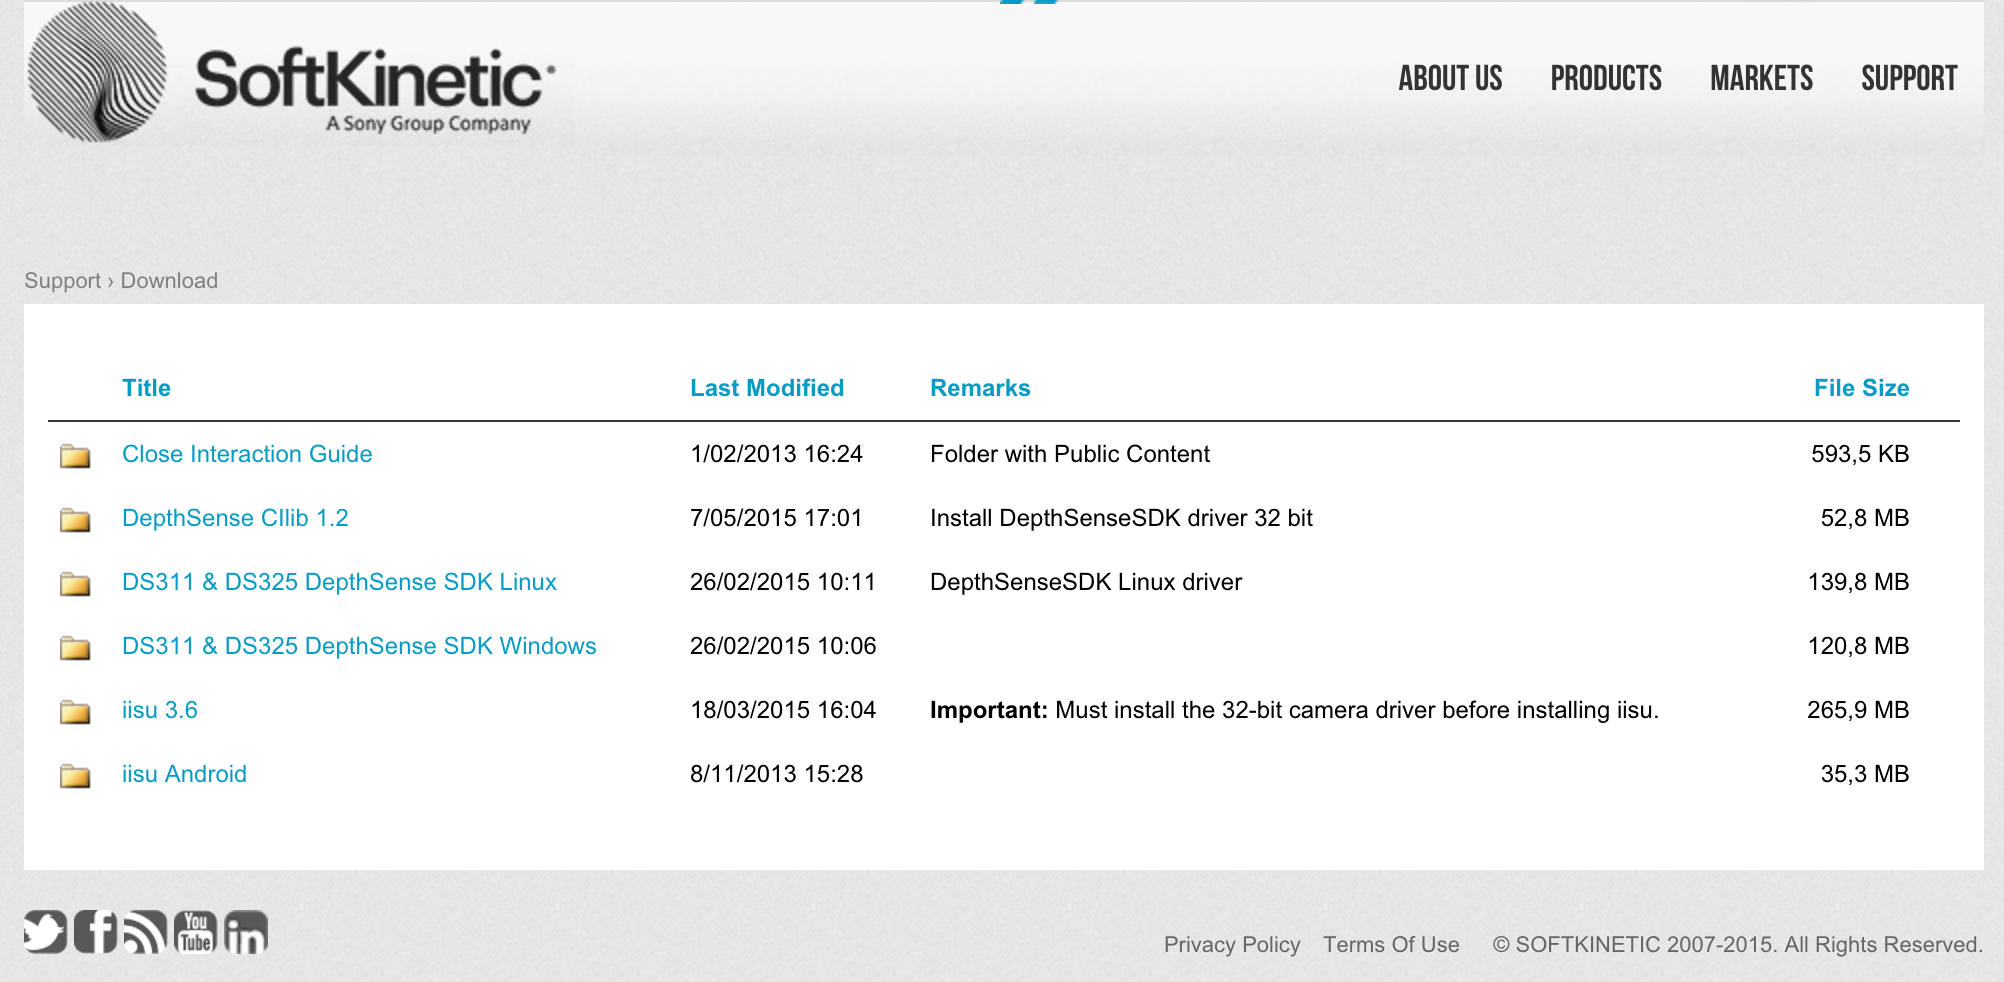 SoftKinetic
A Sony Group Company
ABOUT US PRODUCTS MARKETS SUPPORT
Support › Download
Title Last Modified Remarks File Size
Close Interaction Guide 1/02/2013 16:24 Folder with Public Content 593,5 KB
DepthSense CIlib 1.2 7/05/2015 17:01 Install DepthSenseSDK driver 32 bit 52,8 MB
DS311 & DS325 DepthSense SDK Linux 26/02/2015 10:11 DepthSenseSDK Linux driver 139,8 MB
DS311 & DS325 DepthSense SDK Windows 26/02/2015 10:06 120,8 MB
iisu 3.6 18/03/2015 16:04 Important: Must install the 32-bit camera driver before installing iisu. 265,9 MB
iisu Android 8/11/2013 15:28 35,3 MB
You
Tube
in
Privacy Policy Terms Of Use © SOFTKINETIC 2007-2015. All Rights Reserved.